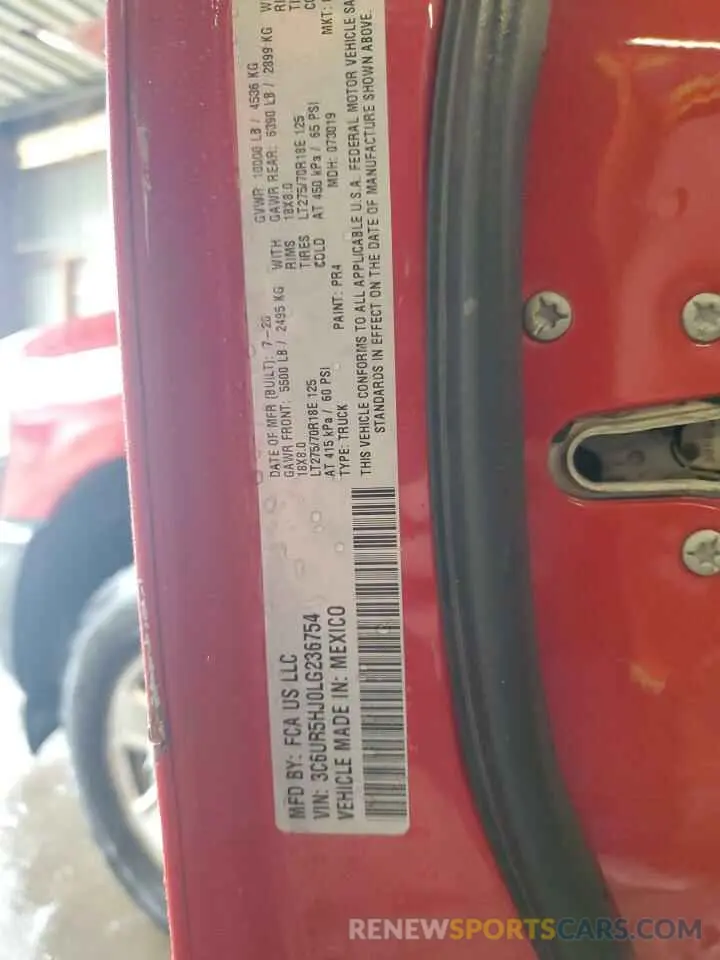 MFD BY: FCA US LLC
VIN: 3C6UR5HJ0LG236754
VEHICLE MADE IN: MEXICO
DATE OF MFR (BUILT): 7-20
GAWR FRONT: 5500 LB / 2495 KG WITH
18X8.0 RIMS
LT275/70R18E 125 TIRES
AT 415 kPa / 60 PSI COLD
TYPE: TRUCK PAINT: PR4
GVWR 10000 LB / 4536 KG
GAWR REAR: 6390 LB / 2899 KG
18X8.0
LT275/70R18E 125
AT 450 kPa / 65 PSI
MDH: 073019 MKT:
THIS VEHICLE CONFORMS TO ALL APPLICABLE U.S.A. FEDERAL MOTOR VEHICLE
STANDARDS IN EFFECT ON THE DATE OF MANUFACTURE SHOWN ABOVE.
RENEWSPORTSCARS.COM